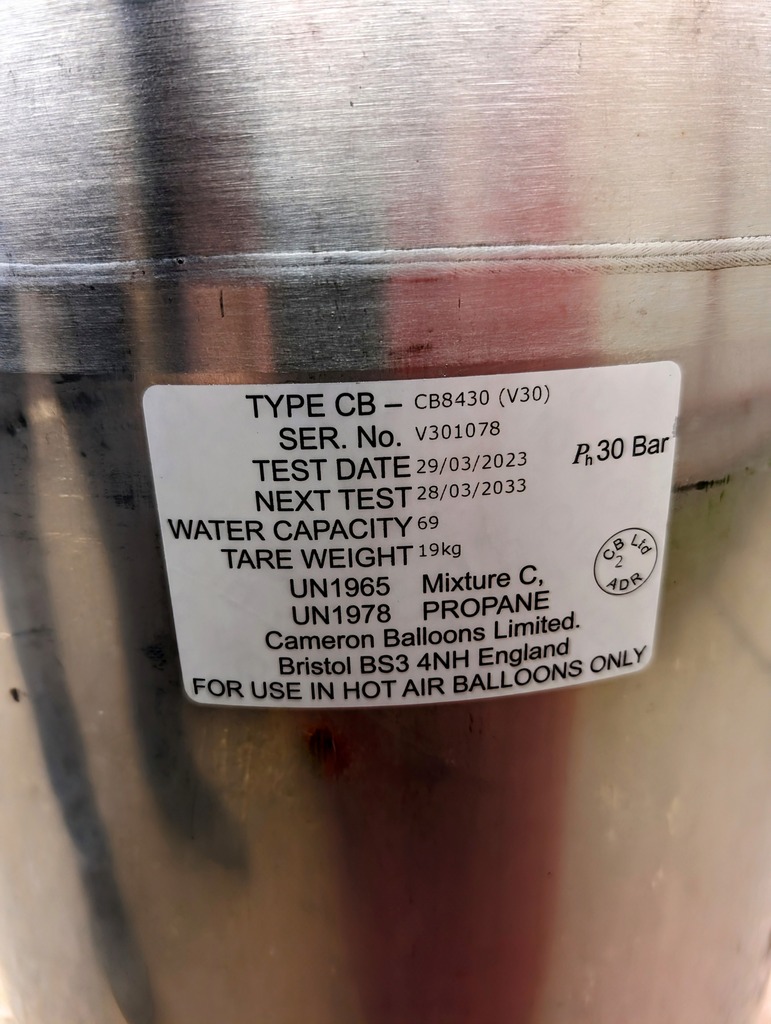 TYPE CB – CB8430 (V30)
SER. No. V301078
TEST DATE 29/03/2023
Ph 30 Bar
NEXT TEST 28/03/2033
WATER CAPACITY 69
TARE WEIGHT 19kg
CB Ltd
2
ADR
UN1965 Mixture C,
UN1978 PROPANE
Cameron Balloons Limited.
Bristol BS3 4NH England
FOR USE IN HOT AIR BALLOONS ONLY